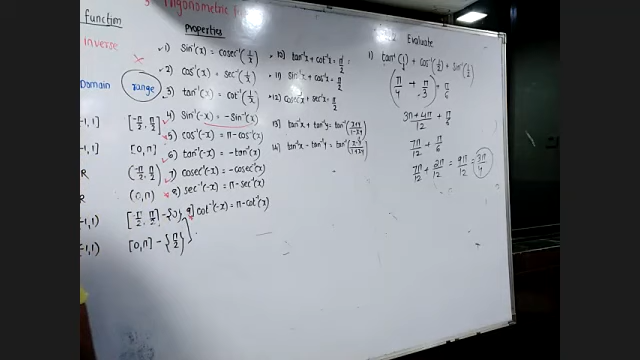 Trigonometric
function
Inverse
Domain
range
Properties
1) sin⁻¹(x) = cosec⁻¹(1/x)
2) cos⁻¹(x) = sec⁻¹(1/x)
3) tan⁻¹(x) = cot⁻¹(1/x)
4) sin⁻¹(-x) = -sin⁻¹(x)
5) cos⁻¹(-x) = π-cos⁻¹(x)
6) tan⁻¹(-x) = -tan⁻¹(x)
7) cosec⁻¹(-x) = -cosec⁻¹(x)
8) sec⁻¹(-x) = π-sec⁻¹(x)
9) cot⁻¹(-x) = π-cot⁻¹(x)
[-π/2, π/2]
[0,π]
(-π/2, π/2)
(0,π)
[-π/2, π/2] - {0}
[0,π] - {π/2}
10) tan⁻¹x + cot⁻¹x = π/2
11) sin⁻¹x + cos⁻¹x = π/2
12) cosec⁻¹x + sec⁻¹x = π/2
13) tan⁻¹x + tan⁻¹y = tan⁻¹(x+y/1-xy)
14) tan⁻¹x - tan⁻¹y = tan⁻¹(x-y/1+xy)
Evaluate
1) tan⁻¹(1) + cos⁻¹(1/2) + sin⁻¹(1/2)
(π/4 + π/3) + π/6
3π+4π/12 + π/6
7π/12 + π/6
7π/12 + 2π/12 = 9π/12 = 3π/4